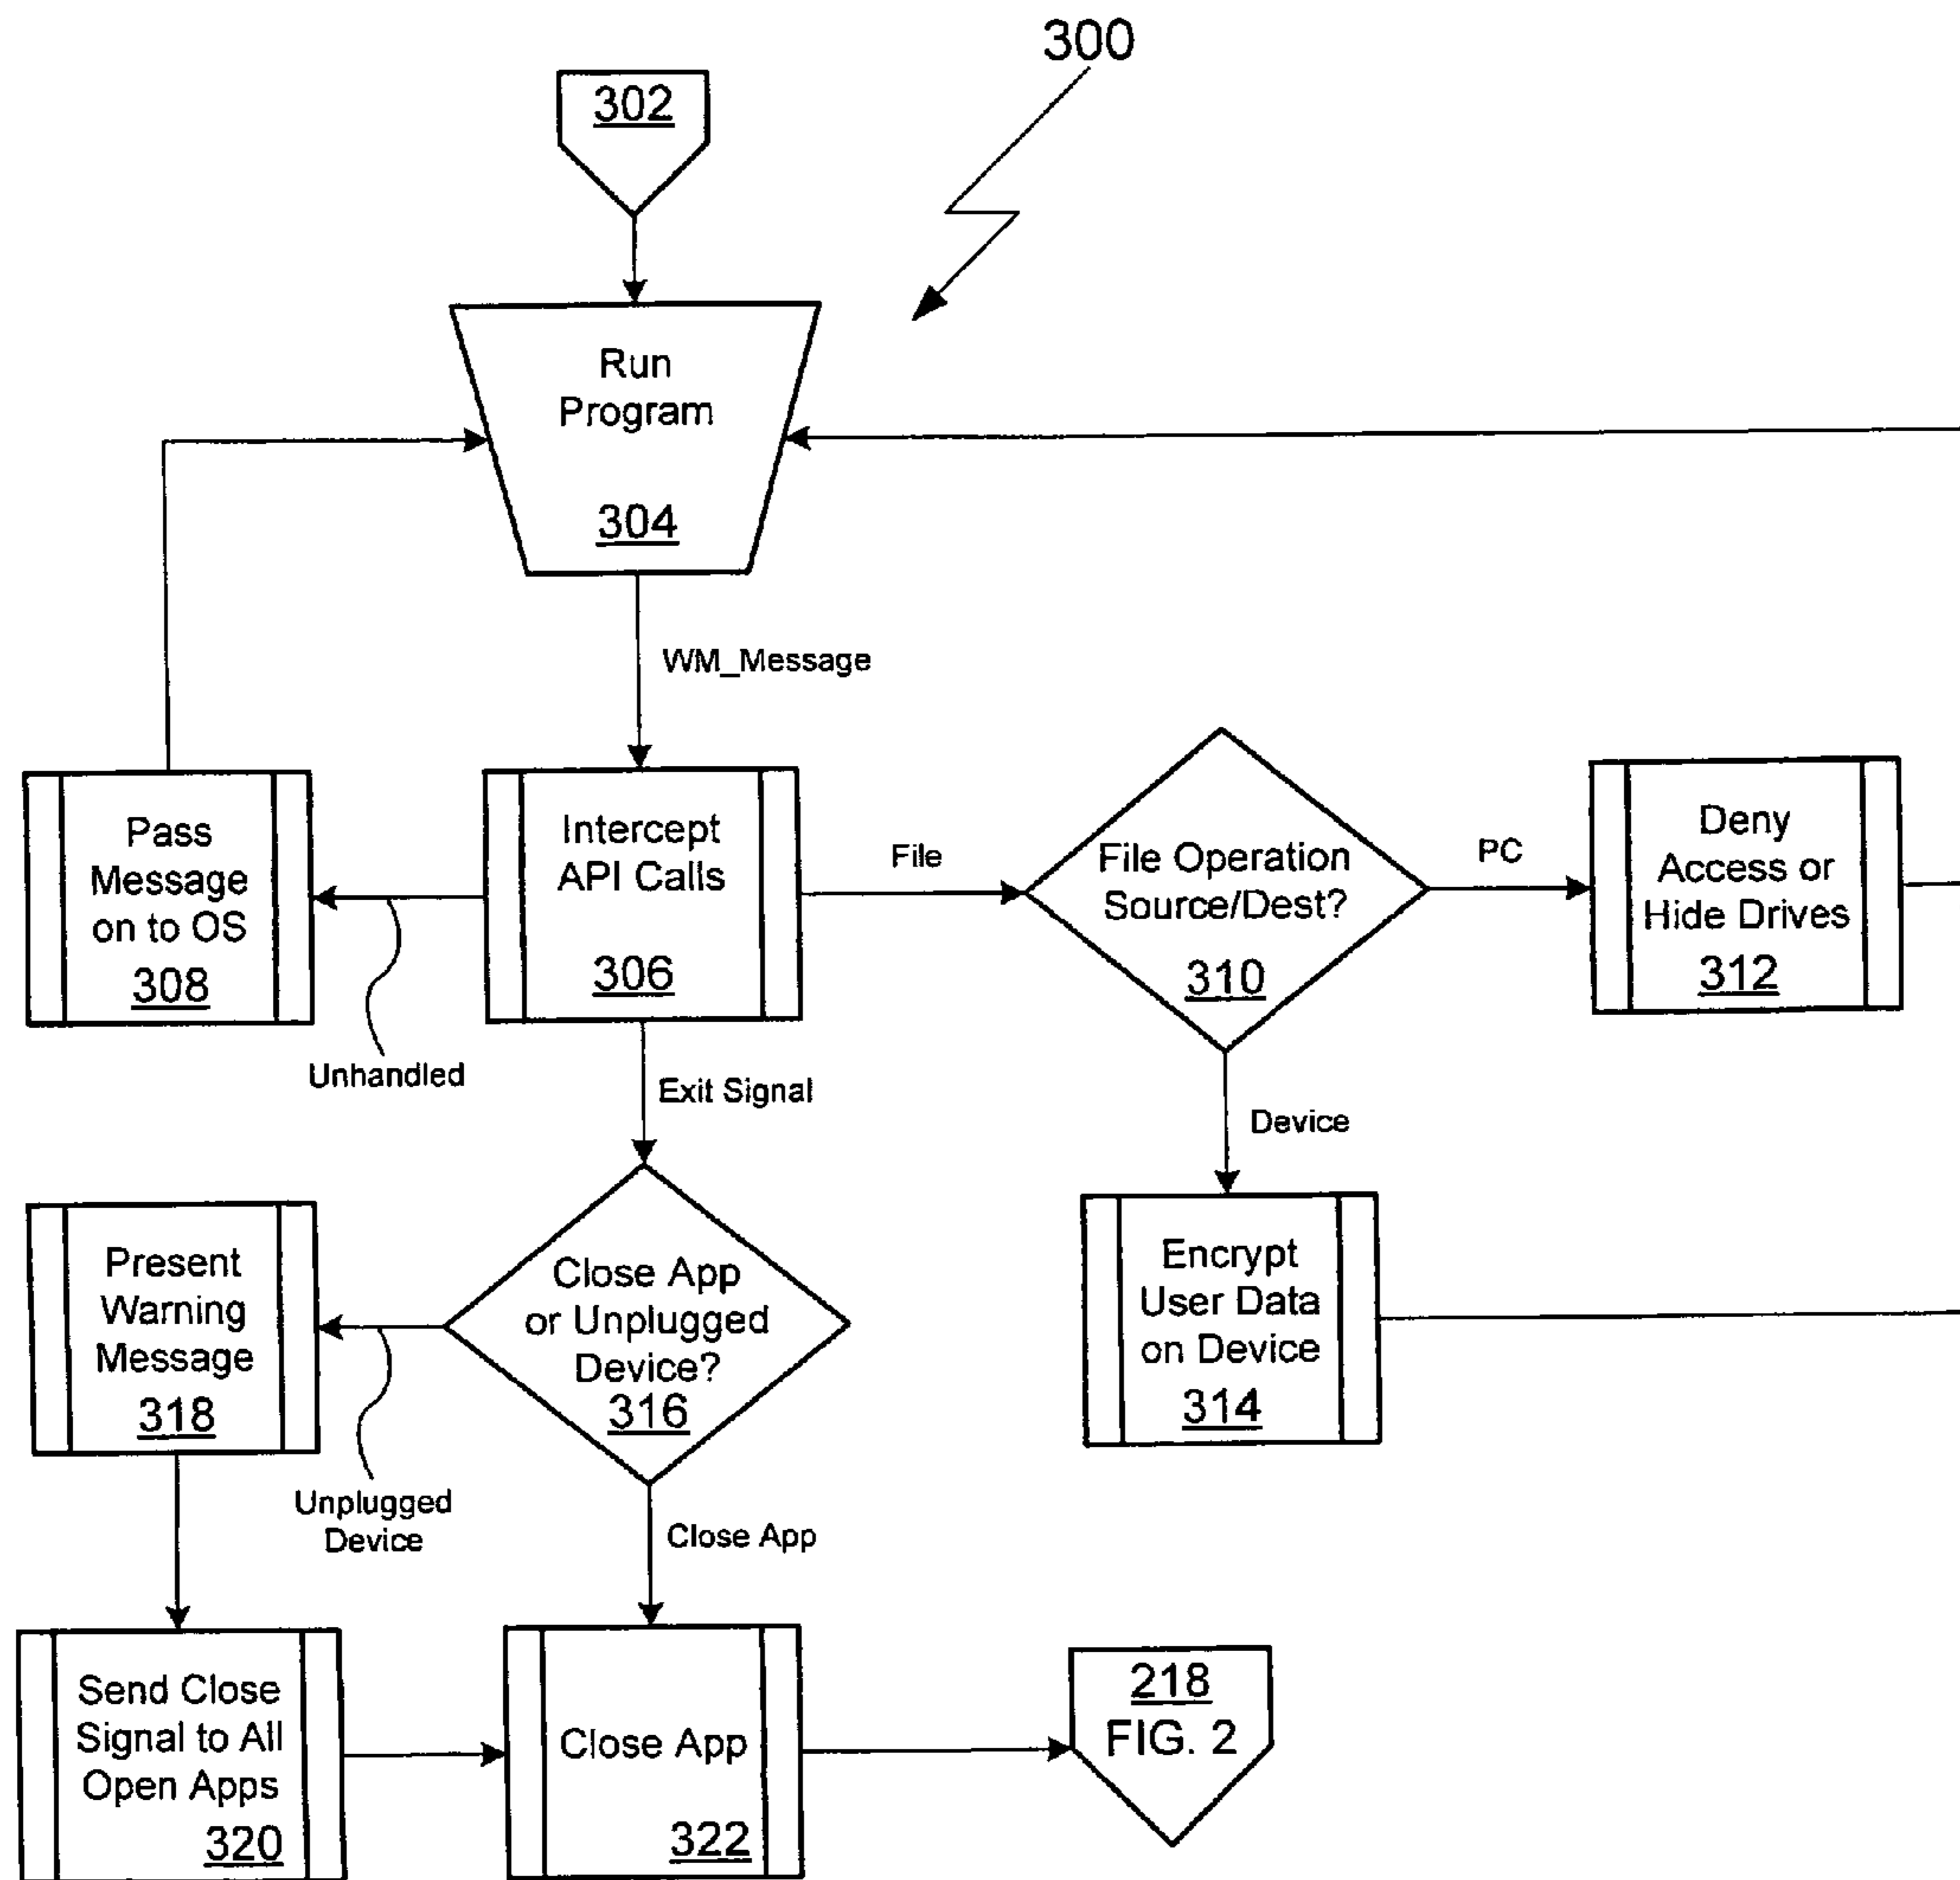 300
302
Run
Program
304
WM_Message
Pass
Message
on to OS
308
Intercept
API Calls
306
File
File Operation
Source/Dest?
310
PC
Deny
Access or
Hide Drives
312
Unhandled
Exit Signal
Device
Present
Warning
Message
318
Close App
or Unplugged
Device?
316
Encrypt
User Data
on Device
314
Unplugged
Device
Close App
Send Close
Signal to All
Open Apps
320
Close App
322
218
FIG. 2